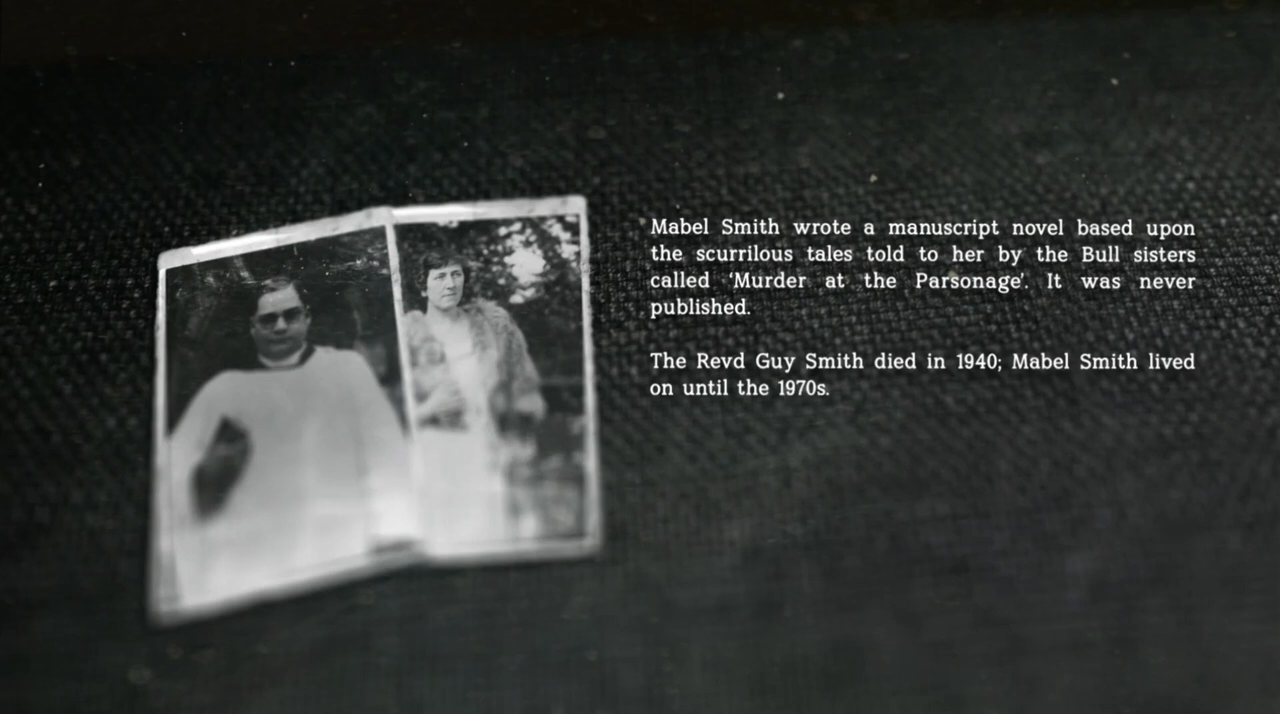 Mabel Smith wrote a manuscript novel based upon
the scurrilous tales told to her by the Bull sisters
called ‘Murder at the Parsonage’. It was never
published.
The Revd Guy Smith died in 1940; Mabel Smith lived
on until the 1970s.